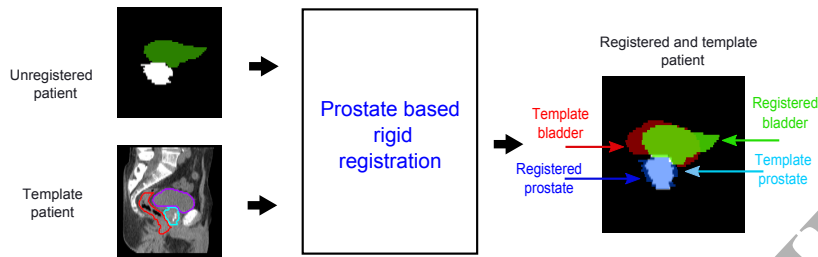 Unregistered
patient
Template
patient
Prostate based
rigid
registration
Registered and template
patient
Template
bladder
Registered
bladder
Registered
prostate
Template
prostate